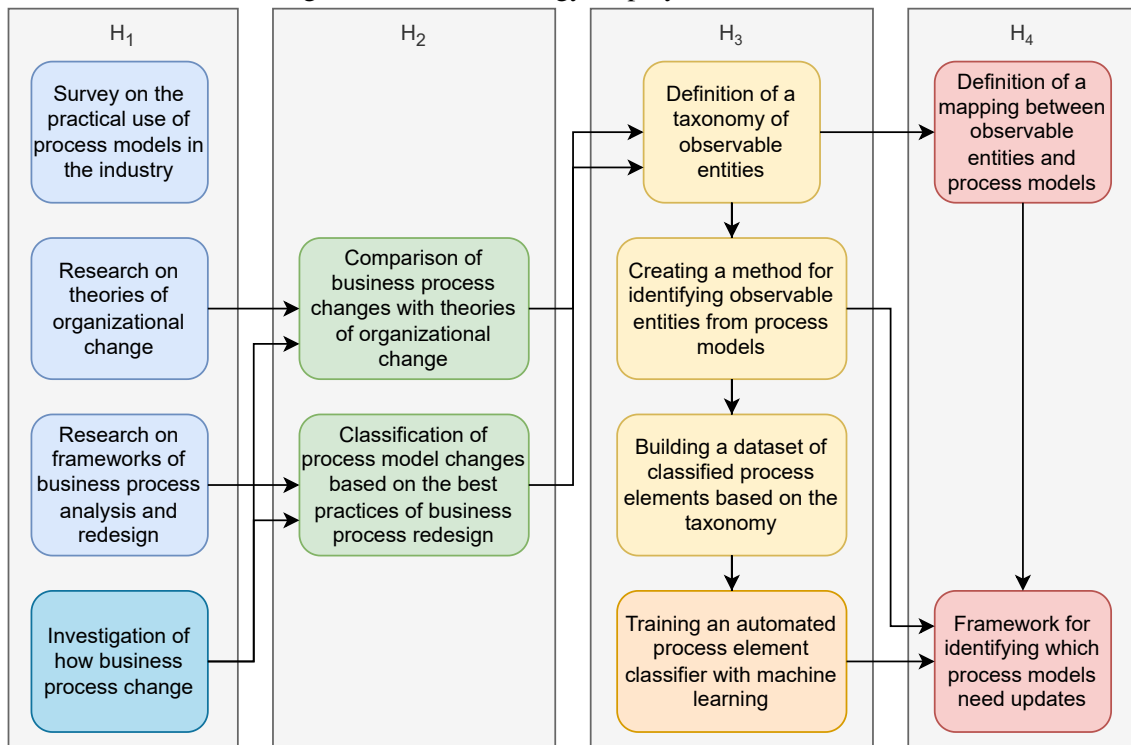 H1
Survey on the
practical use of
process models in
the industry
Research on
theories of
organizational
change
Research on
frameworks of
business process
analysis and
redesign
Investigation of
how business
process change
H2
Comparison of
business process
changes with theories
of organizational
change
Classification of
process model changes
based on the best
practices of business
process redesign
H3
Definition of a
taxonomy of
observable
entities
Creating a method for
identifying observable
entities from process
models
Building a dataset of
classified process
elements based on the
taxonomy
Training an automated
process element
classifier with machine
learning
H4
Definition of a
mapping between
observable
entities and
process models
Framework for
identifying which
process models
need updates